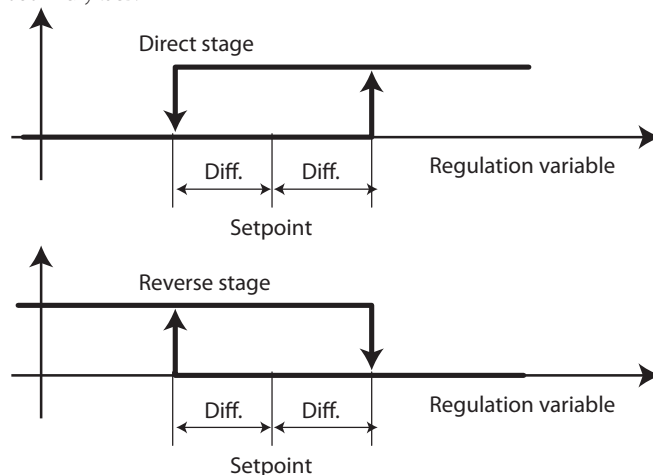 Direct stage
Diff. Diff. Regulation variable
Setpoint
Reverse stage
Diff. Diff. Regulation variable
Setpoint